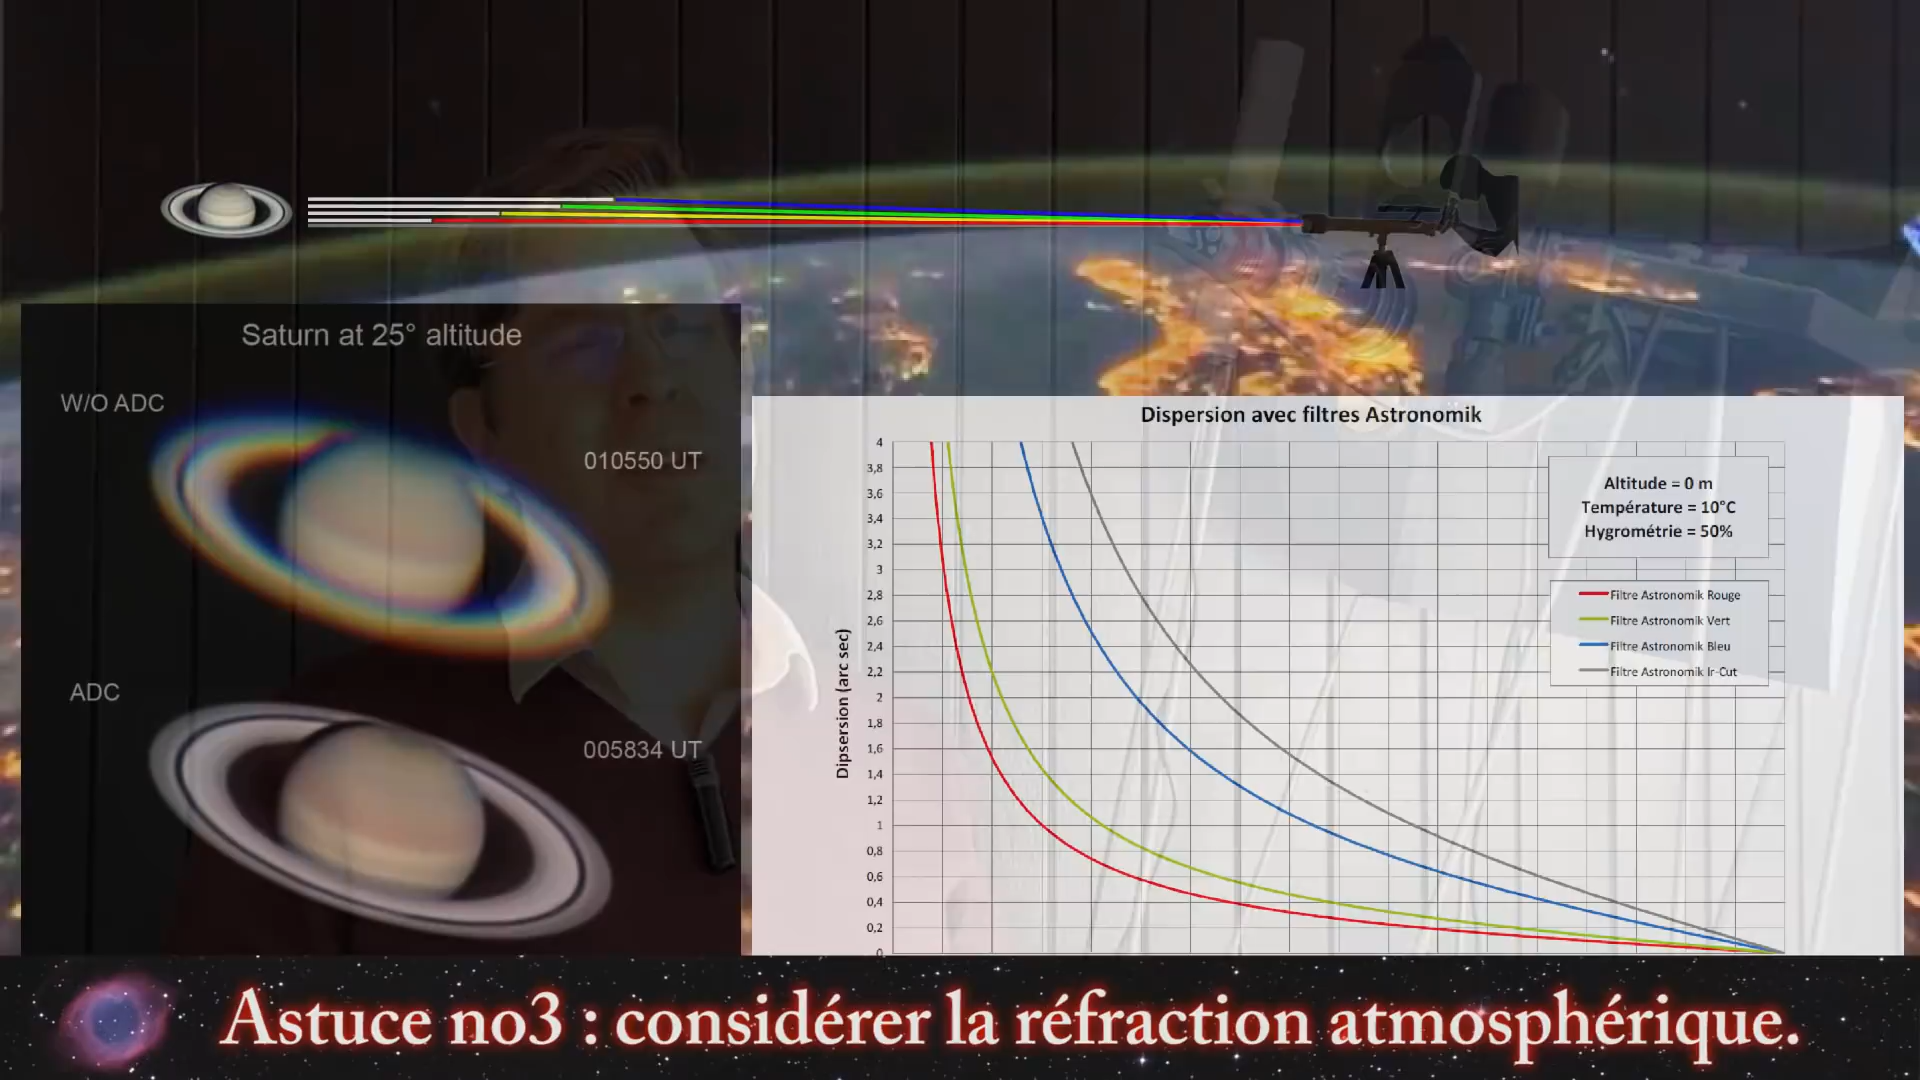 Saturn at 25° altitude
W/O ADC
010550 UT
ADC
005834 UT
Dispersion avec filtres Astronomik
Dipsersion (arc sec)
4
3,8
3,6
3,4
3,2
3
2,8
2,6
2,4
2,2
2
1,8
1,6
1,4
1,2
1
0,8
0,6
0,4
0,2
0
Altitude = 0 m
Température = 10°C
Hygrométrie = 50%
Filtre Astronomik Rouge
Filtre Astronomik Vert
Filtre Astronomik Bleu
Filtre Astronomik Ir-Cut
Astuce no3 : considérer la réfraction atmosphérique.